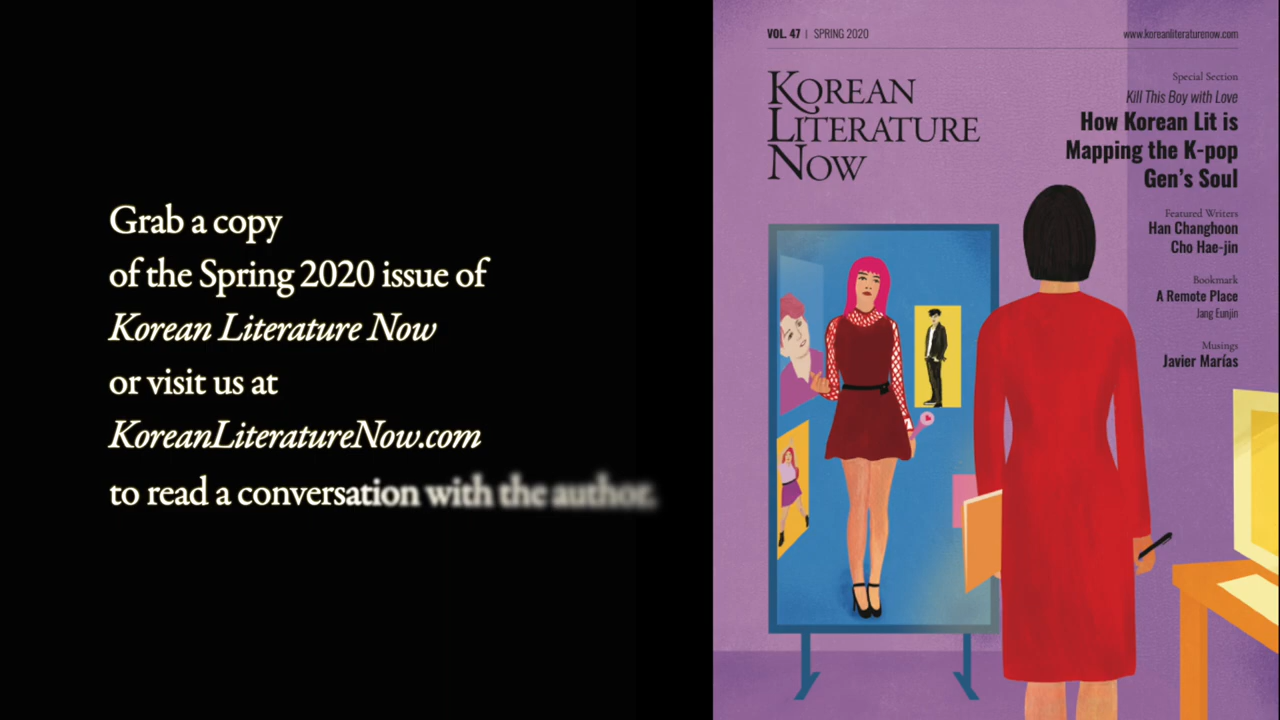 Grab a copy
of the Spring 2020 issue of
Korean Literature Now
or visit us at
KoreanLiteratureNow.com
to read a conversation with the author.
VOL. 47 | SPRING 2020
www.koreanliteraturenow.com
KOREAN
LITERATURE
NOW
Special Section
Kill This Boy with Love
How Korean Lit is
Mapping the K-pop
Gen's Soul
Featured Writers
Han Changhoon
Cho Hae-jin
Bookmark
A Remote Place
Jang Eunjin
Musings
Javier Marías